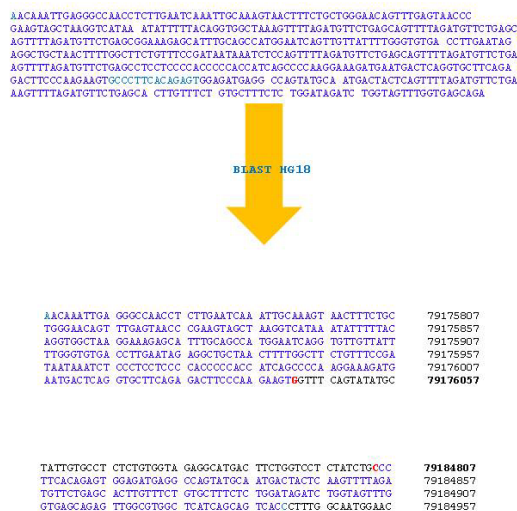 AACAAATTGAGGGCCAACCTCTTGAATCAAATTGCAAAGTAACTTTCTGCTGGGAACAGTTTGAGTAACCC
GAAGTAGCTAAGGTCATAA ATATTTTTACAGGTGGCTAAAGTTTTAGATGTTCTGAGCAGTTTTAGATGTTCTGAGC
AGTTTTAGATGTTCTGAGCGGAAAGAGCATTTGCAGCCATGGAATCAGTTGTTATTTTGGGTGTGA CCTTGAATAG
AGGCTGCTAACTTTTGGCTTCTGTTTCCGATAATAAATCTCCAGTTTTAGATGTTCTGAGCAGTTTTAGATGTTCTGA
AGTTTTAGATGTTCTGAGCCTCCTCCCCACCCCCACCATCAGCCCCAAGGAAAGATGAATGACTCAGGTGCTTCAGA
GACTTCCCAAGAAGTGCCCTTCACAGAGTGGAGATGAGG CCAGTATGCA ATGACTACTCAGTTTTAGATGTTCTGA
AAGTTTTAGATGTTCTGAGCA CTTGTTTCT GTGCTTTCTC TGGATAGATC TGGTAGTTTGGTGAGCAGA
BLAST HG18
AACAAATTGA GGGCCAACCT CTTGAATCAA ATTGCAAAGT AACTTTCTGC 79175807
TGGGAACAGT TTGAGTAACC CGAAGTAGCT AAGGTCATAA ATATTTTTAC 79175857
AGGTGGCTAA GGAAAGAGCA TTTGCAGCCA TGGAATCAGG TTGTTGTTATT 79175907
TTGGGTGTGA CCTTGAATAG AGGCTGCTAA CTTTTGGCTT CTGTTTCCGA 79175957
TAATAAATCT CCCTCCTCCC CACCCCCACC ATCAGCCCCA AGGAAAGATG 79176007
AATGACTCAG GTGCTTCAGA GACTTCCCAA GAAGTGGTTT CAGTATATGC 79176057
TATTGTGCCT CTCTGTGGTA GAGGCATGAC TTCTGGTCCT CTATCTGCCC 79184807
TTCACAGAGT GGAGATGAGG CCAGTATGCA ATGACTACTC AAGTTTTAGA 79184857
TGTTCTGAGC ACTTGTTTCT GTGCTTTCTC TGGATAGATC TGGTAGTTTG 79184907
GTGAGCAGAG TTGGCGTGGC TCATCAGCAG TCACCCTTTG GCAATGGAAC 79184957